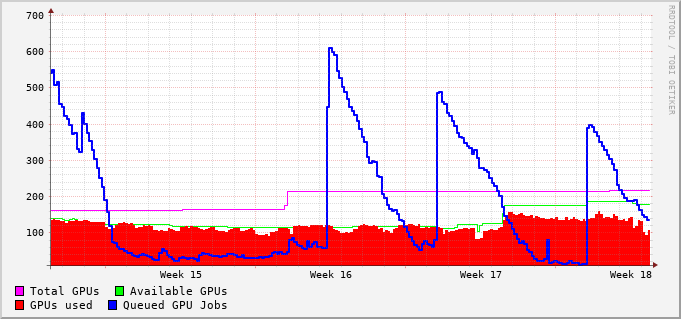 700
600
500
400
300
200
100
Week 15 Week 16 Week 17 Week 18
Total GPUs Available GPUs
GPUs used Queued GPU Jobs
RRDTOOL / TOBI OETIKER